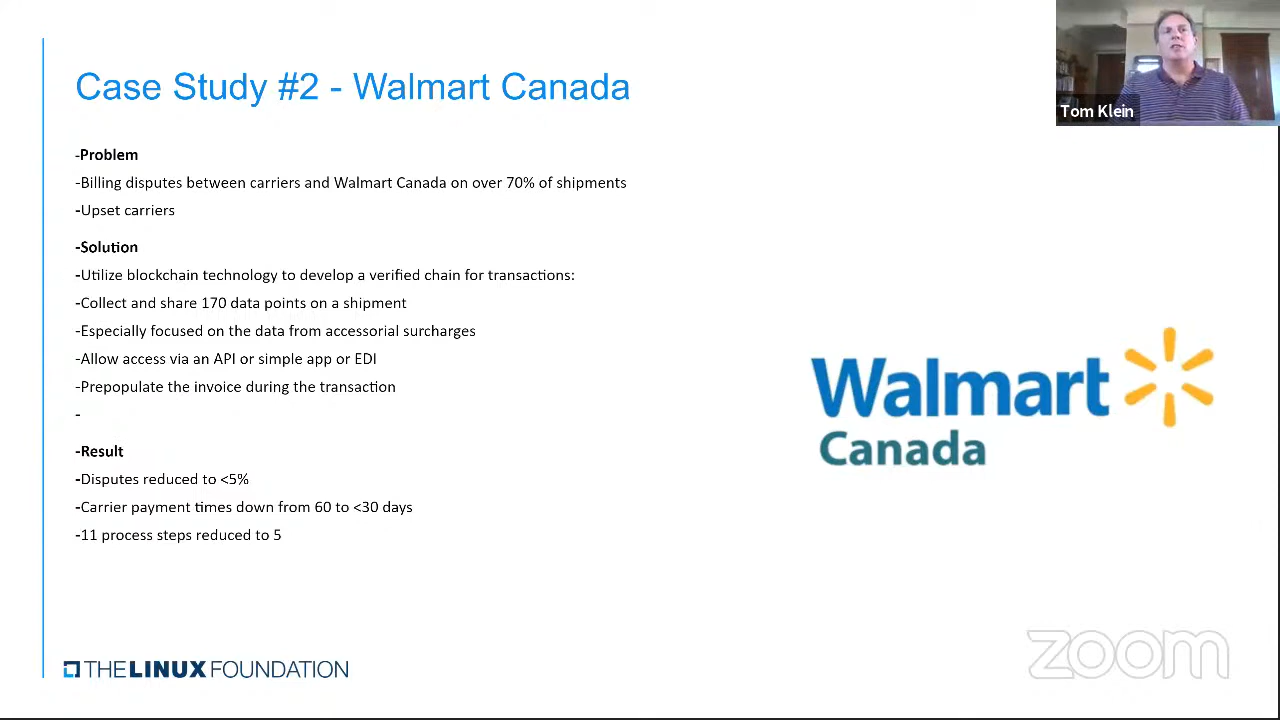 Case Study #2 - Walmart Canada
Tom Klein
-Problem
-Billing disputes between carriers and Walmart Canada on over 70% of shipments
-Upset carriers
-Solution
-Utilize blockchain technology to develop a verified chain for transactions:
-Collect and share 170 data points on a shipment
-Especially focused on the data from accessorial surcharges
-Allow access via an API or simple app or EDI
-Prepopulate the invoice during the transaction
-
-Result
-Disputes reduced to <5%
-Carrier payment times down from 60 to <30 days
-11 process steps reduced to 5
Walmart
Canada
THE LINUX FOUNDATION
zoom